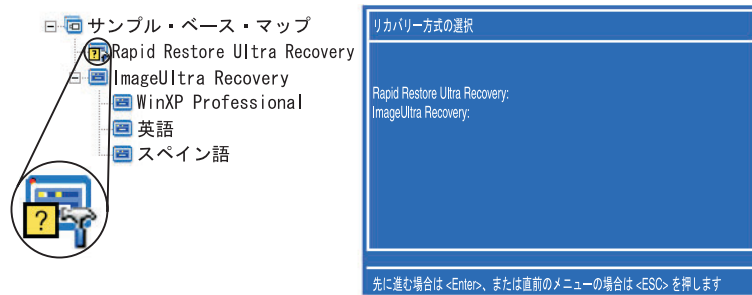 サンプル・ベース・マップ
Rapid Restore Ultra Recovery
ImageUltra Recovery
WinXP Professional
英語
スペイン語
?
リカバリー方式の選択
Rapid Restore Ultra Recovery:
ImageUltra Recovery:
先に進む場合は <Enter>、または直前のメニューの場合は <ESC> を押します